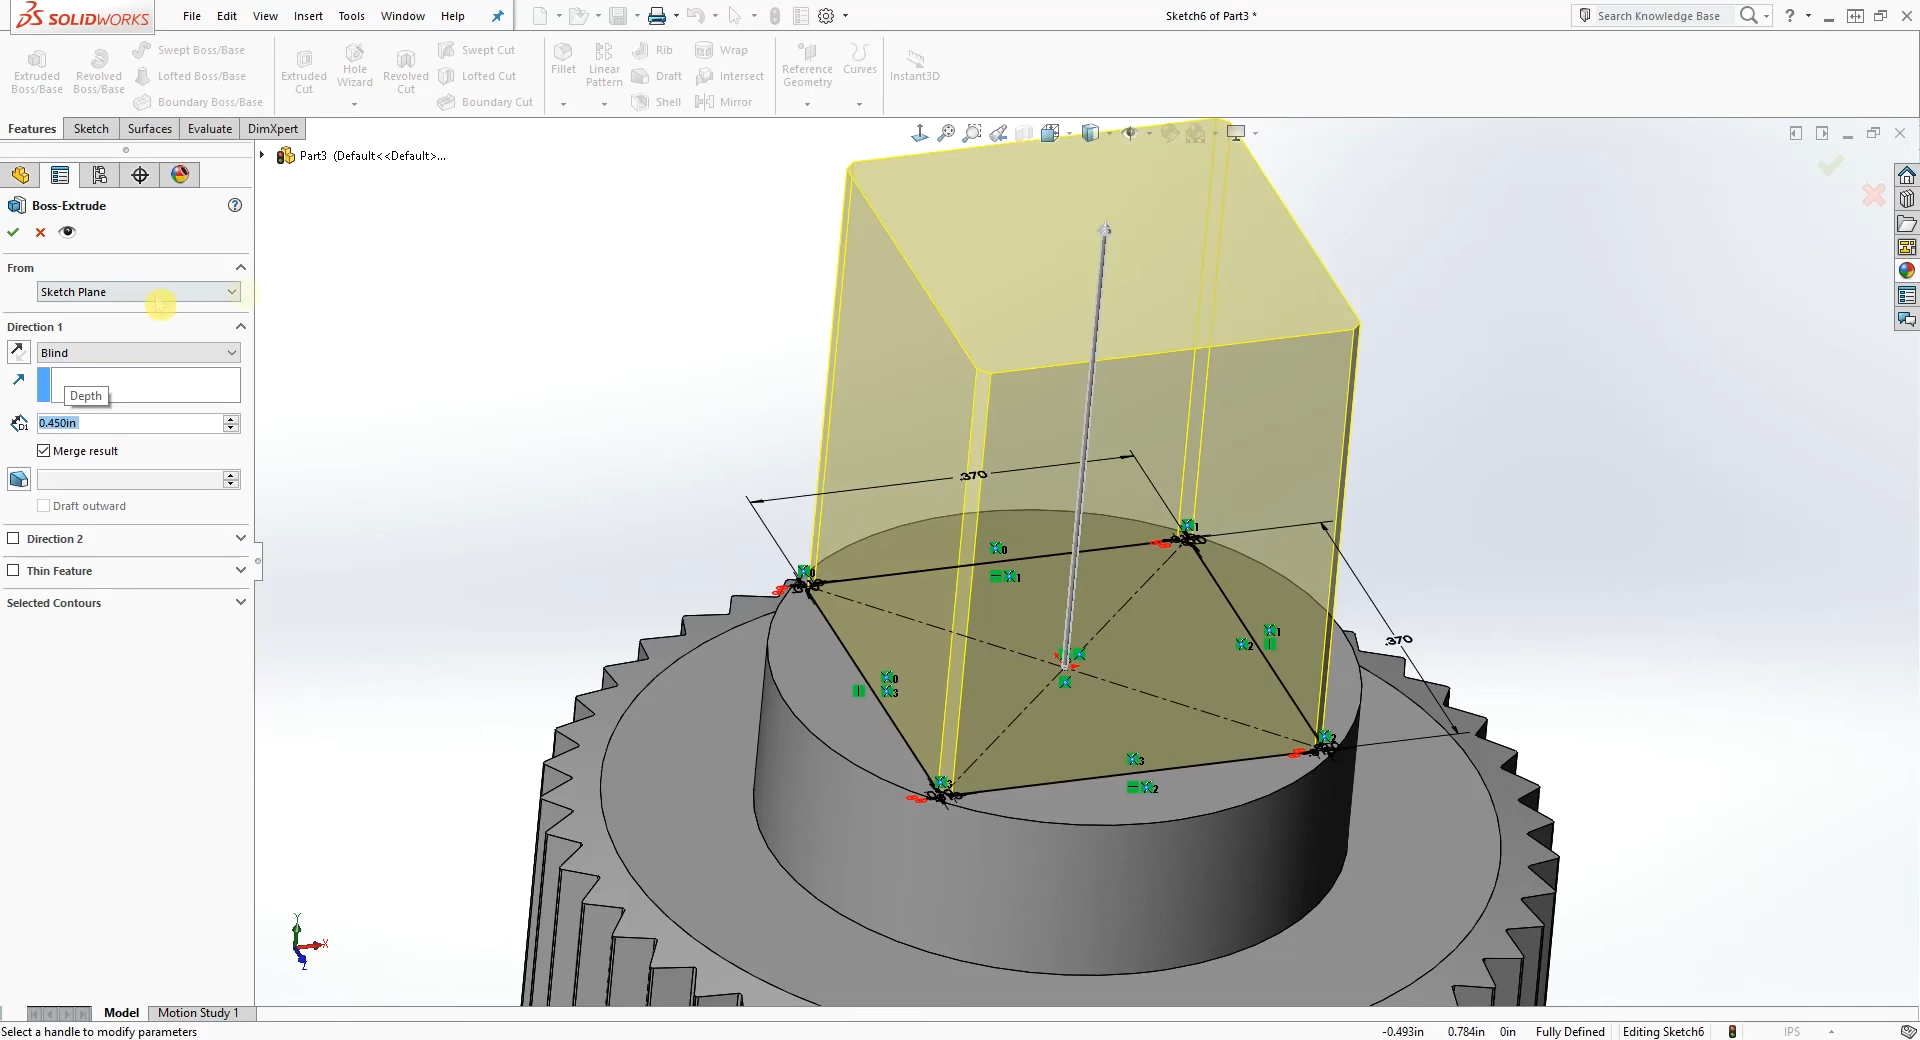 SOLIDWORKS File Edit View Insert Tools Window Help Sketch6 of Part3 * Search Knowledge Base ?
Extruded Boss/Base
Revolved Boss/Base
Swept Boss/Base
Lofted Boss/Base
Boundary Boss/Base
Extruded Cut
Hole Wizard
Revolved Cut
Swept Cut
Lofted Cut
Boundary Cut
Fillet
Linear Pattern
Rib
Draft
Shell
Wrap
Intersect
Mirror
Reference Geometry
Curves
Instant3D
Features Sketch Surfaces Evaluate DimXpert
Part3 (Default<<Default>...
Boss-Extrude
From
Sketch Plane
Direction 1
Blind
Depth
0.450in
Merge result
Draft outward
Direction 2
Thin Feature
Selected Contours
.370
.370
Y
X
Z
Model Motion Study 1
Select a handle to modify parameters -0.493in 0.784in 0in Fully Defined Editing Sketch6 IPS